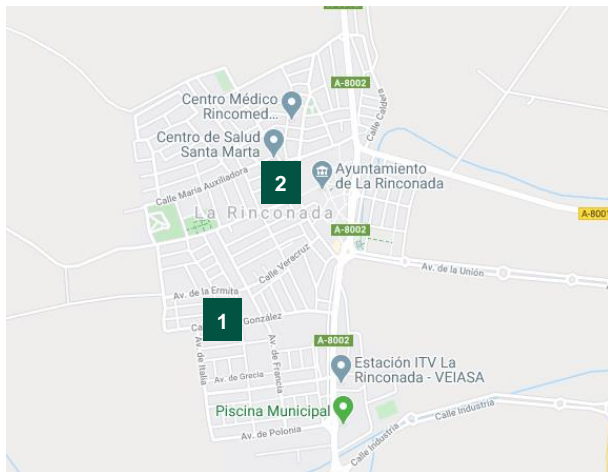 A-8002
Centro Médico
Rincomed...
Calle Caldera
Centro de Salud
Santa Marta
A-8002
2
Ayuntamiento
de La Rinconada
Calle Maria Auxiliadora
La Rinconada
A-8001
A-8002
Calle Veracruz
Av. de la Unión
Av. de la Ermita
1
González
A-8002
Av. de Italia
Av. de Francia
Estación ITV La
Rinconada - VEIASA
Av. de Grecia
Piscina Municipal
Calle Industria
Calle Industria
Av. de Polonia